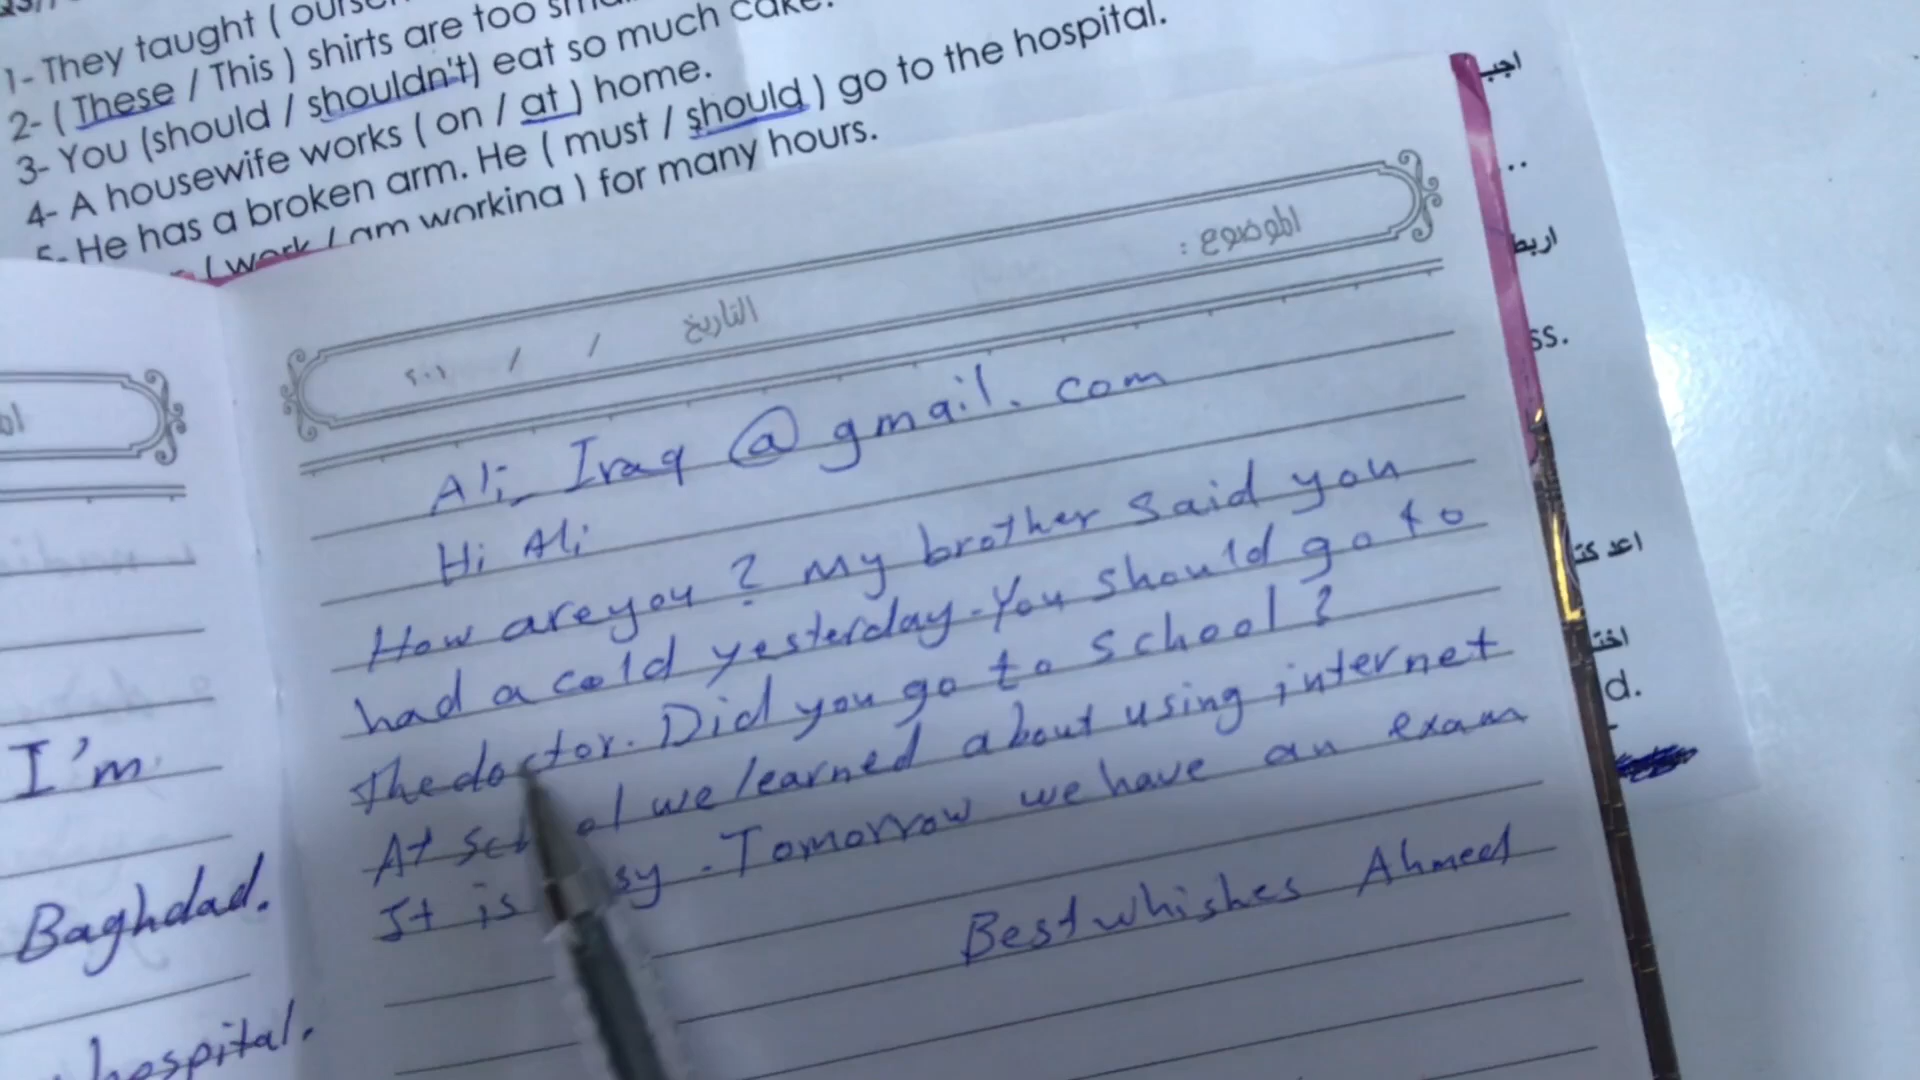 1- They taught (
2- ( These / This ) shirts are too
3- You (should / shouldn't) eat so much cake.
4- A housewife works ( on / at ) home.
5- He has a broken arm. He ( must / should ) go to the hospital.
( work / am working ) for many hours.
الموضوع :
التاريخ / / ٢٠١
Ali_Iraq @ gmail. com
Hi Ali
How are you ? My brother said you
had a cold yesterday. You should go to
the doctor. Did you go to school ?
At school we learned about using internet
It is easy. Tomorrow we have an exam
Best whishes Ahmed
I'm
Baghdad.
hospital.
اربط
ss.
اعد
d.